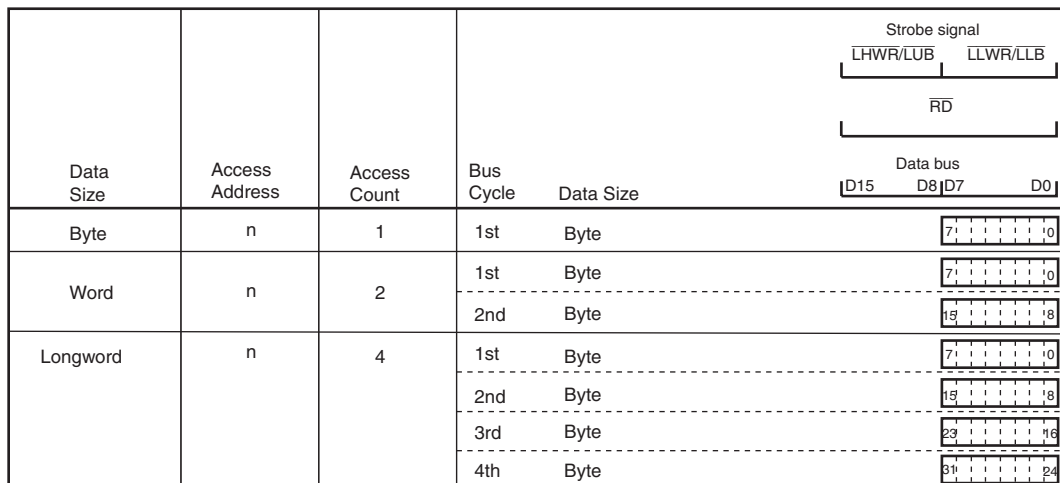 Strobe signal
LHWR/LUB LLWR/LLB
RD
Data Size Access Address Access Count Bus Cycle Data Size Data bus
D15 D8 D7 D0
Byte n 1 1st Byte 7 0
Word n 2 1st Byte 7 0
2nd Byte 15 8
Longword n 4 1st Byte 7 0
2nd Byte 15 8
3rd Byte 23 16
4th Byte 31 24